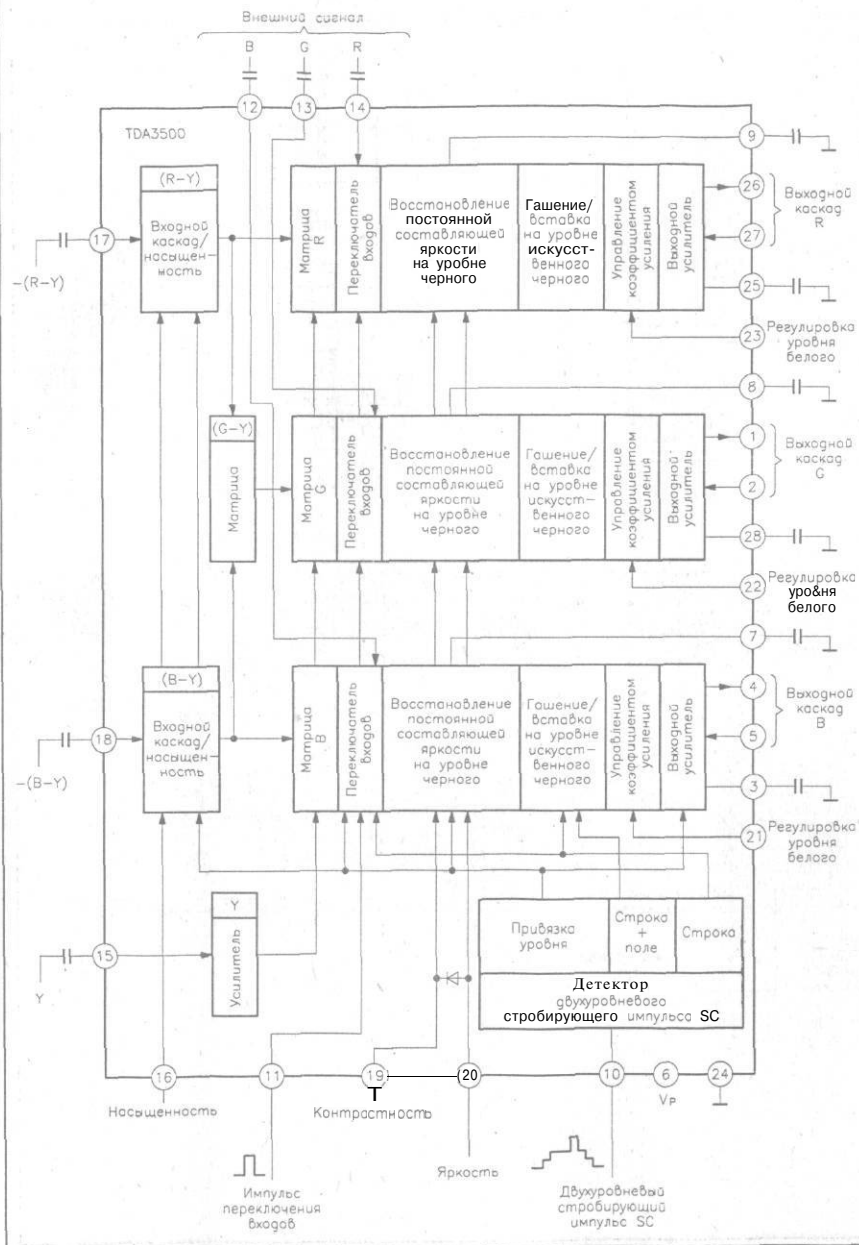 Внешний сигнал
B G R
12 13 14
TDA3500
9
(R-Y)
Входной каскад/насыщен-
ность
Матрица R
Переключатель входов
Восстановление
постоянной
составляющей
яркости
на уробне
черного
Гашение/
вставка
на уровне
искусст-
венного
черного
Управление
коэффициентом
усиления
Выходной
усилитель
26
27
Выходной
каскад
R
17
-(R-Y)
25
23
Регулировка
уровня
белого
8
(G-Y)
Матрица
Матрица G
Переключатель
входов
Восстановление
постоянной
составляющей
яркости
на уровне
черного
Гашение/
вставка
на уровне
искусст-
венного
черного
Управление
коэффициентом
усиления
Выходной
усилитель
1
2
Выходной
каскад
G
28
22
Регулировка
уро&ня
белого
7
(B-Y)
Входной
каскад/
насыщен-
ность
Матрица B
Переключатель
входов
Восстановление
постоянной
составляющей
яркости
на уровне
черного
Гашение/
вставка
на уровне
искусст-
венного
черного
Управление
коэффициентом
усиления
Выходной
усилитель
4
5
Выходной
каскад
B
18
-(B-Y)
3
21
Регулировка
уровня
белого
Y
Усилитель
15
Y
Привязка
уровня
Строка
+
поле
Строка
Детектор
двухуровневого
стробирующего импульса SC
16 11 19 20 10 6 24
Насыщенность
Контрастность
Vp
Яркость
Импульс
переключения
входов
Двухуровневый
стробирующий
импульс SC